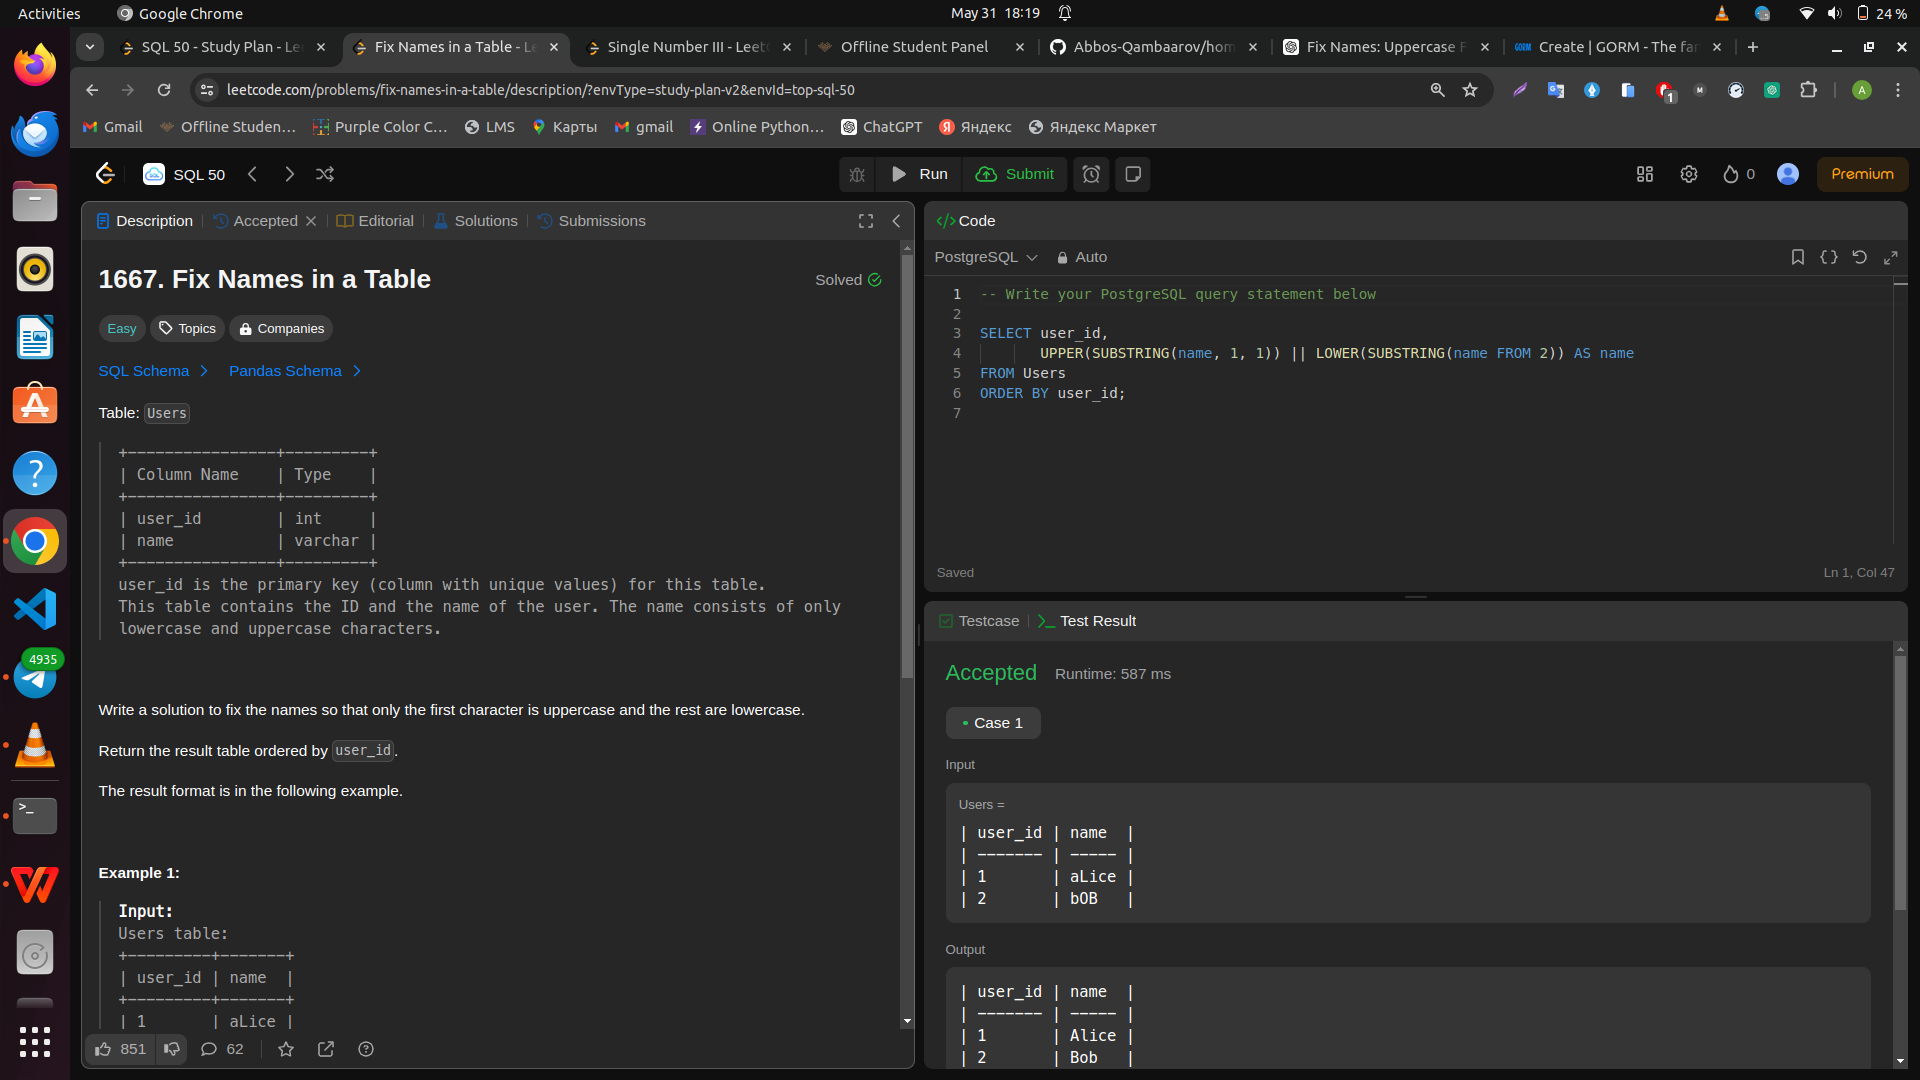 Activities
Google Chrome
May 31 18:19
24 %
SQL 50 - Study Plan - Le
Fix Names in a Table - Le
Single Number III - Leet
Offline Student Panel
Abbos-Qambaarov/hom
Fix Names: Uppercase F
GORM
Create | GORM - The fan
leetcode.com/problems/fix-names-in-a-table/description/?envType=study-plan-v2&envId=top-sql-50
1
M
A
Gmail
Offline Studen...
Purple Color C...
LMS
Карты
gmail
Online Python...
ChatGPT
Яндекс
Яндекс Маркет
SQL 50
Run
Submit
0
Premium
Description
Accepted
Editorial
Solutions
Submissions
1667. Fix Names in a Table
Solved
Easy
Topics
Companies
SQL Schema
Pandas Schema
Table: Users
+----------------+---------+
| Column Name    | Type    |
+----------------+---------+
| user_id        | int     |
| name           | varchar |
+----------------+---------+
user_id is the primary key (column with unique values) for this table.
This table contains the ID and the name of the user. The name consists of only
lowercase and uppercase characters.
Write a solution to fix the names so that only the first character is uppercase and the rest are lowercase.
Return the result table ordered by user_id.
The result format is in the following example.
Example 1:
Input:
Users table:
+---------+-------+
| user_id | name  |
+---------+-------+
| 1       | aLice |
851
62
Code
PostgreSQL
Auto
1 -- Write your PostgreSQL query statement below
2
3 SELECT user_id,
4 UPPER(SUBSTRING(name, 1, 1)) || LOWER(SUBSTRING(name FROM 2)) AS name
5 FROM Users
6 ORDER BY user_id;
7
Saved
Ln 1, Col 47
Testcase
Test Result
Accepted
Runtime: 587 ms
Case 1
Input
Users =
| user_id | name  |
| ------- | ----- |
| 1       | aLice |
| 2       | bOB   |
Output
| user_id | name  |
| ------- | ----- |
| 1       | Alice |
| 2       | Bob   |
4935